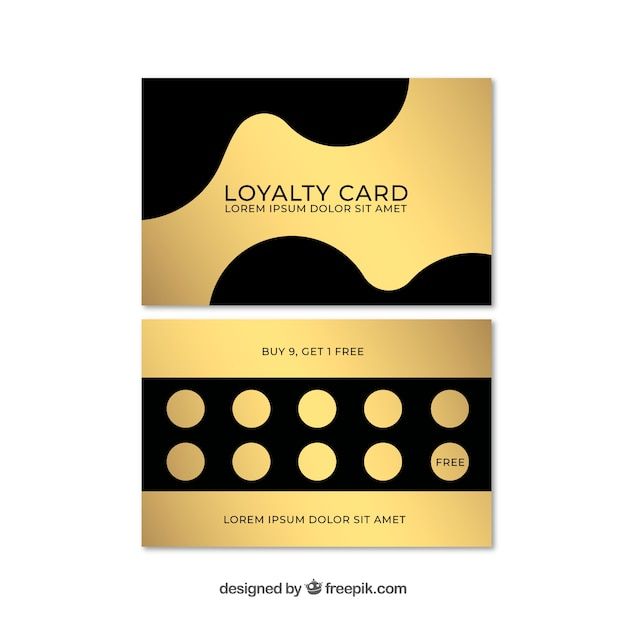 LOYALTY CARD
LOREM IPSUM DOLOR SIT AMET
BUY 9, GET 1 FREE
FREE
LOREM IPSUM DOLOR SIT AMET
designed by freepik.com